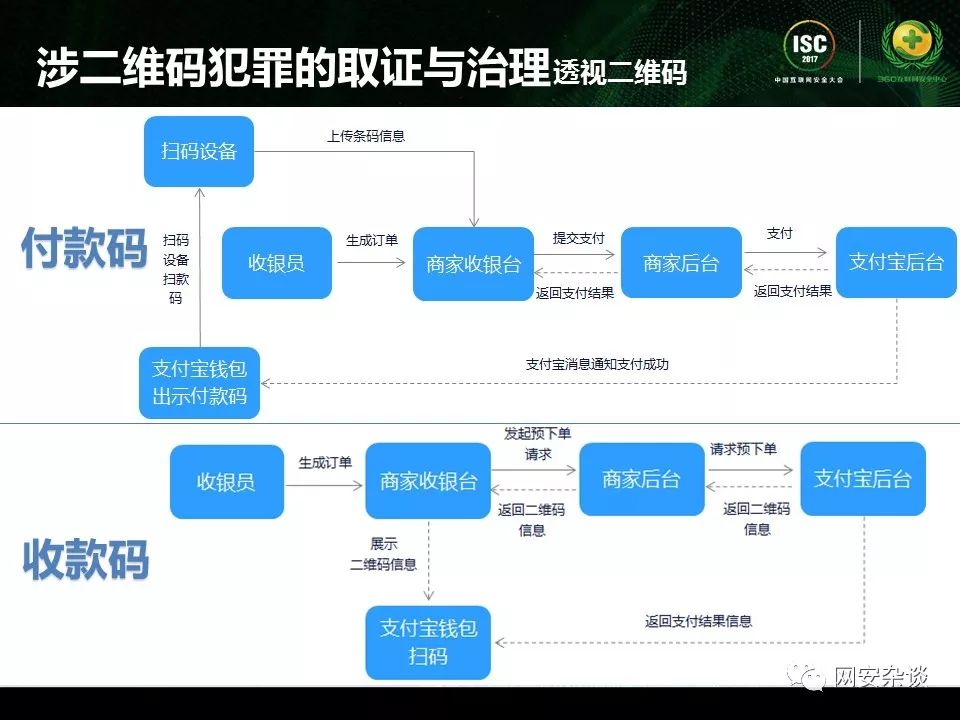 涉二维码犯罪的取证与治理透视二维码
ISC
2017
中国互联网安全大会
360互联网安全中心
扫码设备
上传条码信息
付款码
扫码
设备
扫款
码
收银员
生成订单
商家收银台
提交支付
返回支付结果
商家后台
支付
返回支付结果
支付宝后台
支付宝钱包
出示付款码
支付宝消息通知支付成功
收款码
收银员
生成订单
商家收银台
发起预下单
请求
返回二维码
信息
商家后台
请求预下单
返回二维码
信息
支付宝后台
展示
二维码信息
支付宝钱包
扫码
返回支付结果信息
网安杂谈